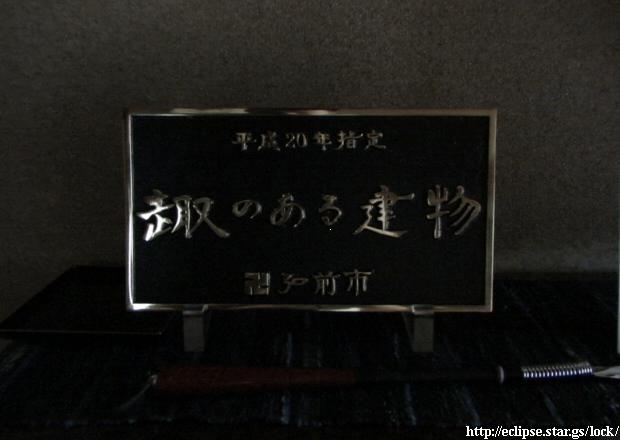 平成20年指定
趣のある建物
卍弘前市
http://eclipse.star.gs/lock/